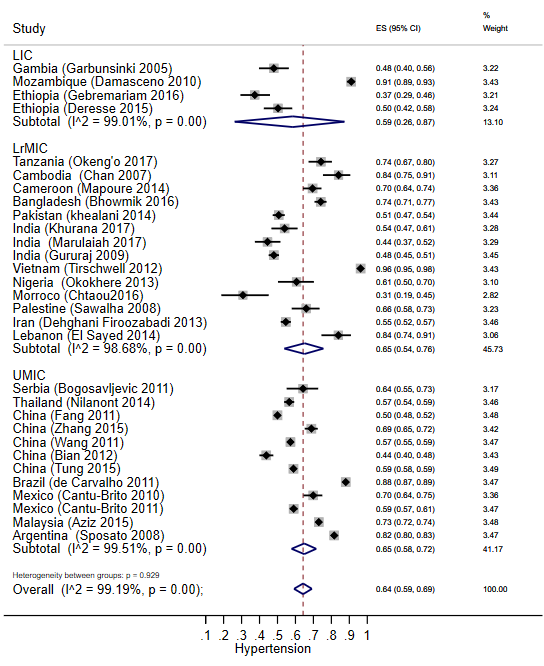 %
Study ES (95% CI) Weight
LIC
Gambia (Garbunsinki 2005) 0.48 (0.40, 0.56) 3.22
Mozambique (Damasceno 2010) 0.91 (0.89, 0.93) 3.43
Ethiopia (Gebremariam 2016) 0.37 (0.29, 0.46) 3.21
Ethiopia (Deresse 2015) 0.50 (0.42, 0.58) 3.24
Subtotal (I^2 = 99.01%, p = 0.00) 0.59 (0.26, 0.87) 13.10
LrMIC
Tanzania (Okeng'o 2017) 0.74 (0.67, 0.80) 3.27
Cambodia (Chan 2007) 0.84 (0.75, 0.91) 3.11
Cameroon (Mapoure 2014) 0.70 (0.64, 0.74) 3.36
Bangladesh (Bhowmik 2016) 0.74 (0.71, 0.77) 3.43
Pakistan (khealani 2014) 0.51 (0.47, 0.54) 3.44
India (Khurana 2017) 0.54 (0.47, 0.61) 3.28
India (Marulaiah 2017) 0.44 (0.37, 0.52) 3.29
India (Gururaj 2009) 0.48 (0.45, 0.51) 3.45
Vietnam (Tirschwell 2012) 0.96 (0.95, 0.98) 3.43
Nigeria (Okokhere 2013) 0.61 (0.50, 0.70) 3.10
Morroco (Chtaou2016) 0.31 (0.19, 0.45) 2.82
Palestine (Sawalha 2008) 0.66 (0.58, 0.73) 3.23
Iran (Dehghani Firoozabadi 2013) 0.55 (0.52, 0.57) 3.46
Lebanon (El Sayed 2014) 0.84 (0.74, 0.91) 3.06
Subtotal (I^2 = 98.68%, p = 0.00) 0.65 (0.54, 0.76) 45.73
UMIC
Serbia (Bogosavljevic 2011) 0.64 (0.55, 0.73) 3.17
Thailand (Nilanont 2014) 0.57 (0.54, 0.59) 3.46
China (Fang 2011) 0.50 (0.48, 0.52) 3.48
China (Zhang 2015) 0.69 (0.65, 0.72) 3.42
China (Wang 2011) 0.57 (0.55, 0.59) 3.47
China (Bian 2012) 0.44 (0.40, 0.48) 3.43
China (Tung 2015) 0.59 (0.58, 0.59) 3.49
Brazil (de Carvalho 2011) 0.88 (0.87, 0.89) 3.47
Mexico (Cantu-Brito 2010) 0.70 (0.64, 0.75) 3.36
Mexico (Cantu-Brito 2011) 0.59 (0.57, 0.61) 3.47
Malaysia (Aziz 2015) 0.73 (0.72, 0.74) 3.48
Argentina (Sposato 2008) 0.82 (0.80, 0.83) 3.47
Subtotal (I^2 = 99.51%, p = 0.00) 0.65 (0.58, 0.72) 41.17
Heterogeneity between groups: p = 0.929
Overall (I^2 = 99.19%, p = 0.00); 0.64 (0.59, 0.69) 100.00
.1 .2 .3 .4 .5 .6 .7 .8 .9 1
Hypertension